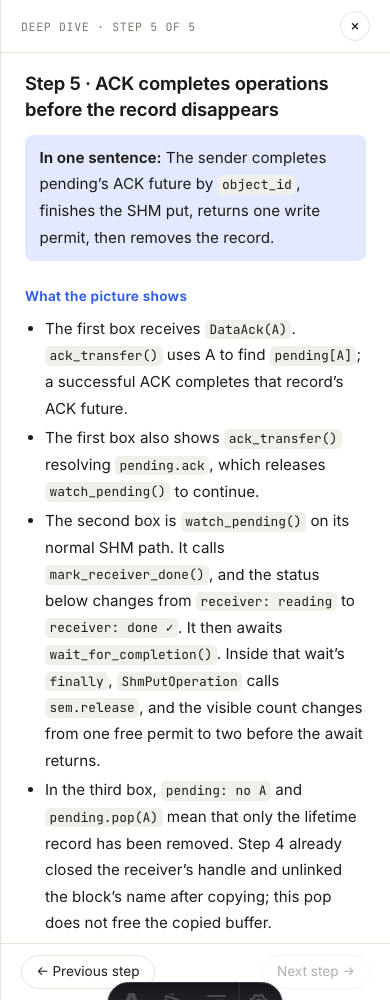 DEEP DIVE · STEP 5 OF 5
×
Step 5 · ACK completes operations
before the record disappears
In one sentence: The sender completes
pending’s ACK future by object_id,
finishes the SHM put, returns one write
permit, then removes the record.
What the picture shows
• The first box receives DataAck(A).
ack_transfer() uses A to find pending[A];
a successful ACK completes that record’s
ACK future.
• The first box also shows ack_transfer()
resolving pending.ack, which releases
watch_pending() to continue.
• The second box is watch_pending() on its
normal SHM path. It calls
mark_receiver_done(), and the status
below changes from receiver: reading to
receiver: done ✓. It then awaits
wait_for_completion(). Inside that wait’s
finally, ShmPutOperation calls
sem.release, and the visible count changes
from one free permit to two before the await
returns.
• In the third box, pending: no A and
pending.pop(A) mean that only the lifetime
record has been removed. Step 4 already
closed the receiver’s handle and unlinked
the block’s name after copying; this pop
does not free the copied buffer.
← Previous step
Next step →